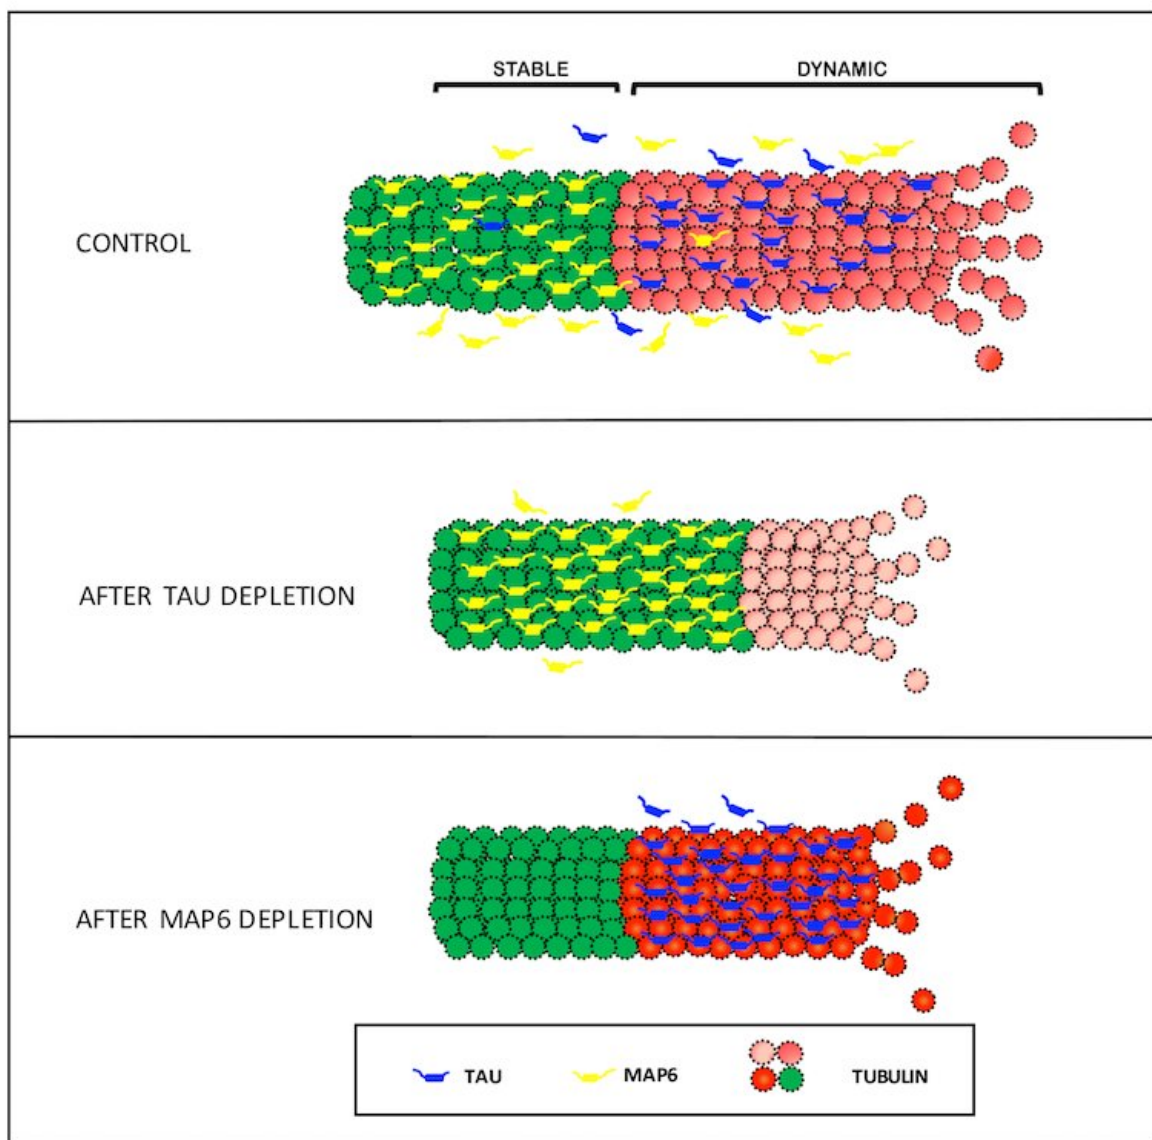 STABLE
DYNAMIC
CONTROL
AFTER TAU DEPLETION
AFTER MAP6 DEPLETION
TAU
MAP6
TUBULIN